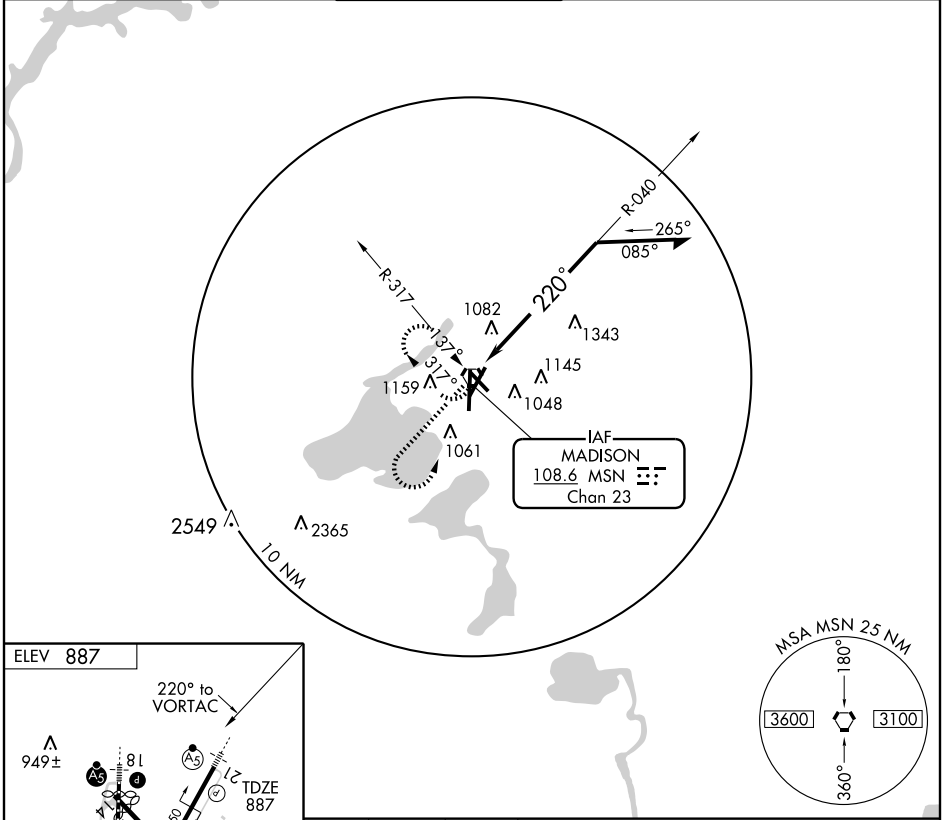 R-040
265°
085°
220°
R-317
1082
1343
137°
317°
1145
1159
1048
1061
IAF
MADISON
108.6 MSN
Chan 23
2549
2365
10 NM
MSA MSN 25 NM
180°
3600
3100
360°
ELEV 887
220° to
VORTAC
949±
A5
18
P
A5
21
P
TDZE
887